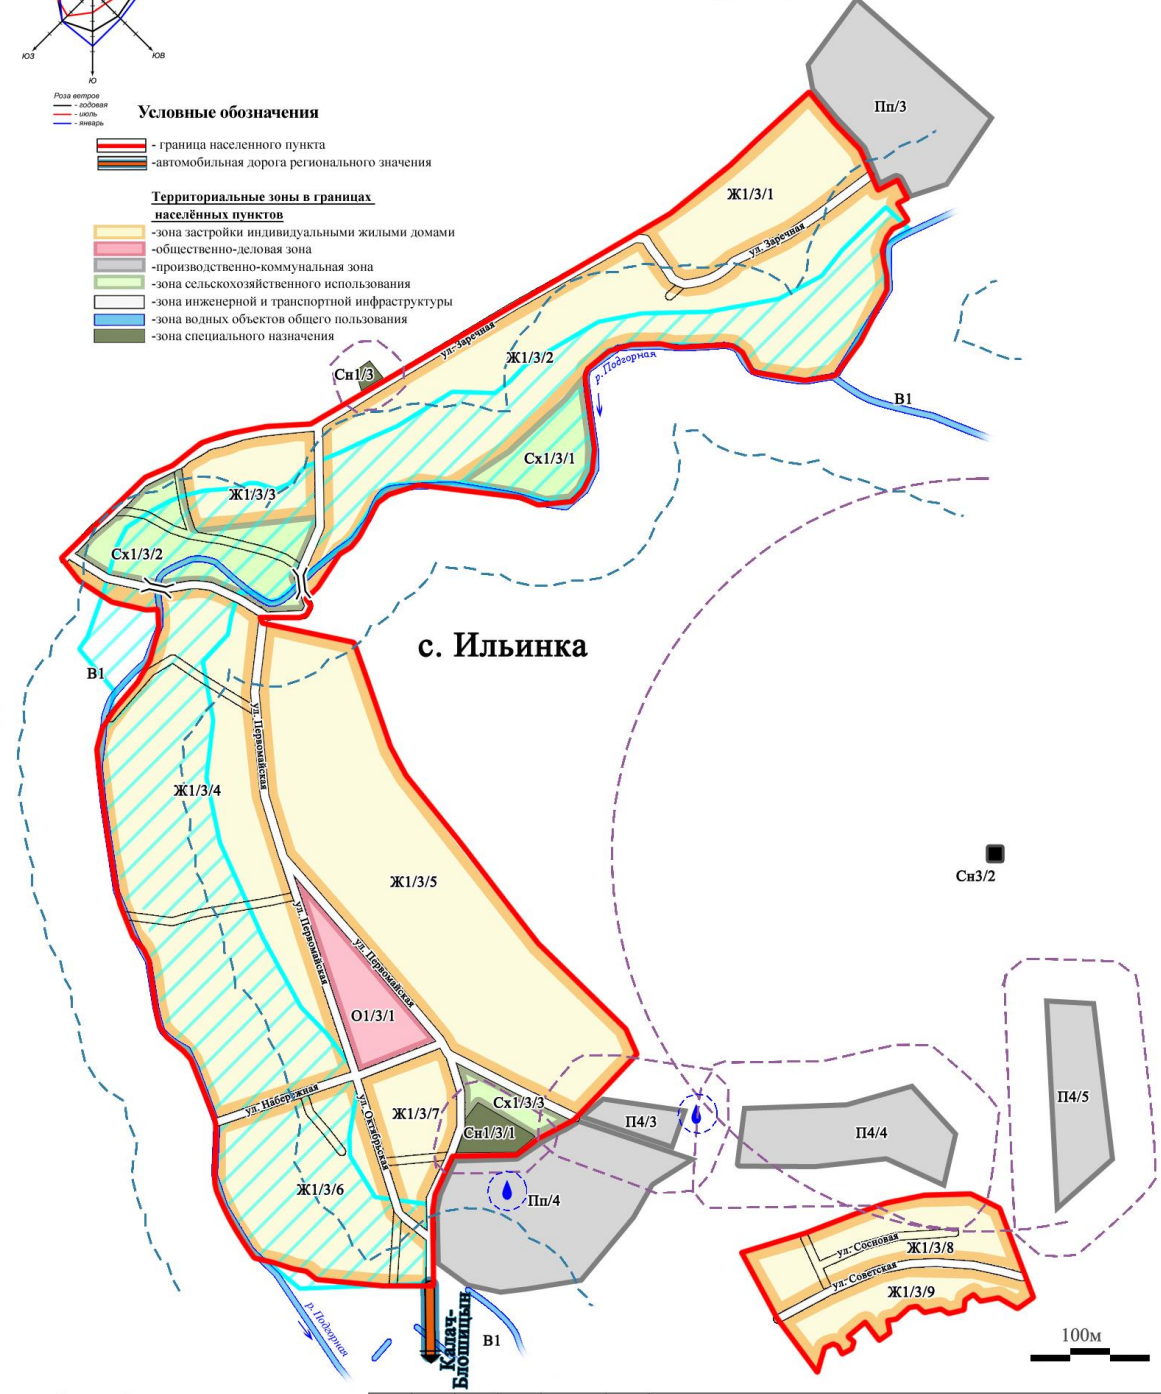 ЮЗ
ЮВ
Ю
Роза ветров
- годовая
- июль
- январь
Условные обозначения
- граница населенного пункта
-автомобильная дорога регионального значения
Территориальные зоны в границах
населённых пунктов
-зона застройки индивидуальными жилыми домами
-общественно-деловая зона
-производственно-коммунальная зона
-зона сельскохозяйственного использования
-зона инженерной и транспортной инфраструктуры
-зона водных объектов общего пользования
-зона специального назначения
Пп/3
Ж1/3/1
ул. Заречная
ул. Заречная
Ж1/3/2
р. Подгорная
Сн1/3
В1
Сх1/3/1
Ж1/3/3
Сх1/3/2
с. Ильинка
В1
ул. Первомайская
Ж1/3/4
Ж1/3/5
Сн3/2
ул. Первомайская
ул. Первомайская
О1/3/1
ул. Набережная
ул. Октябрьская
Ж1/3/7
Сх1/3/3
Сн1/3/1
П4/3
П4/4
П4/5
Ж1/3/6
Пп/4
ул. Сосновая
Ж1/3/8
ул. Советская
Ж1/3/9
р. Подгорная
Калач-
Блощицын
В1
100м